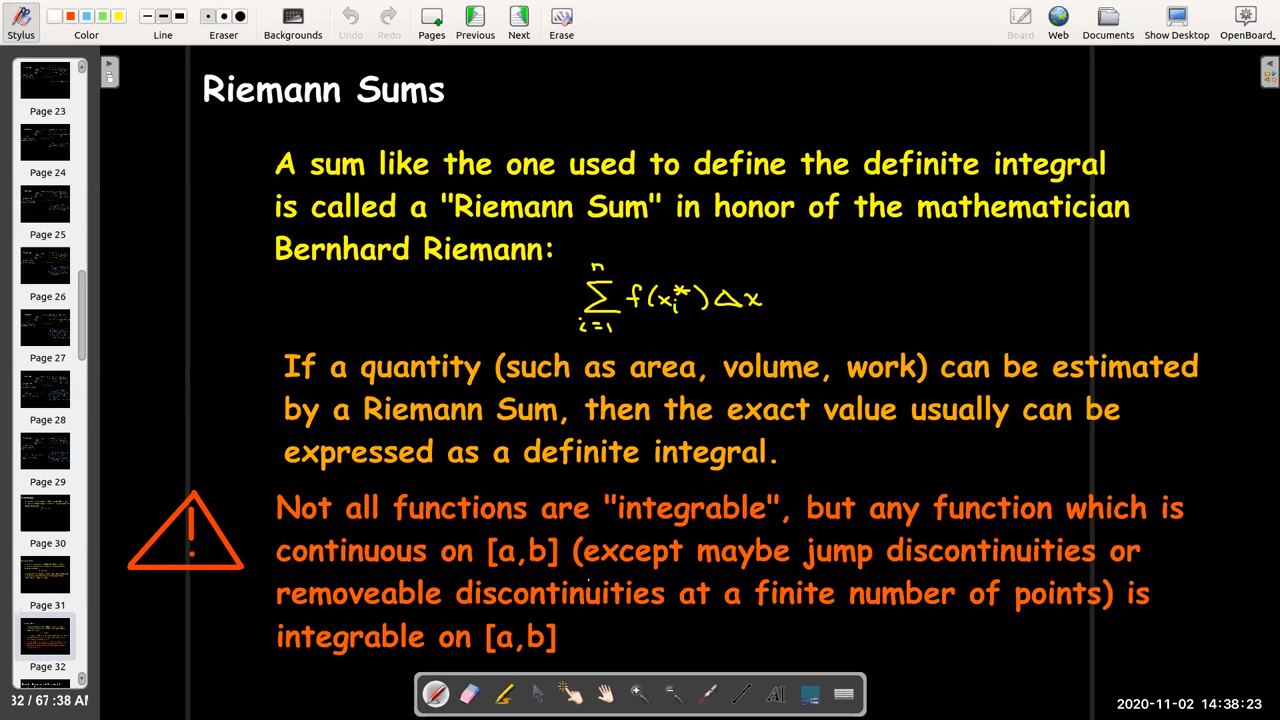 Stylus Color Line Eraser Backgrounds Undo Redo Pages Previous Next Erase Board Web Documents Show Desktop OpenBoard
Riemann Sums
A sum like the one used to define the definite integral
is called a "Riemann Sum" in honor of the mathematician
Bernhard Riemann:
n
∑ f(xᵢ*)Δx
i=1
If a quantity (such as area, volume, work) can be estimated
by a Riemann Sum, then the exact value usually can be
expressed as a definite integral.
!
Not all functions are "integrable", but any function which is
continuous on [a,b] (except maybe jump discontinuities or
removeable discontinuities at a finite number of points) is
integrable on [a,b]
Page 23
Page 24
Page 25
Page 26
Page 27
Page 28
Page 29
Page 30
Page 31
Page 32
32 / 67
:38 AM
AI
2020-11-02 14:38:23